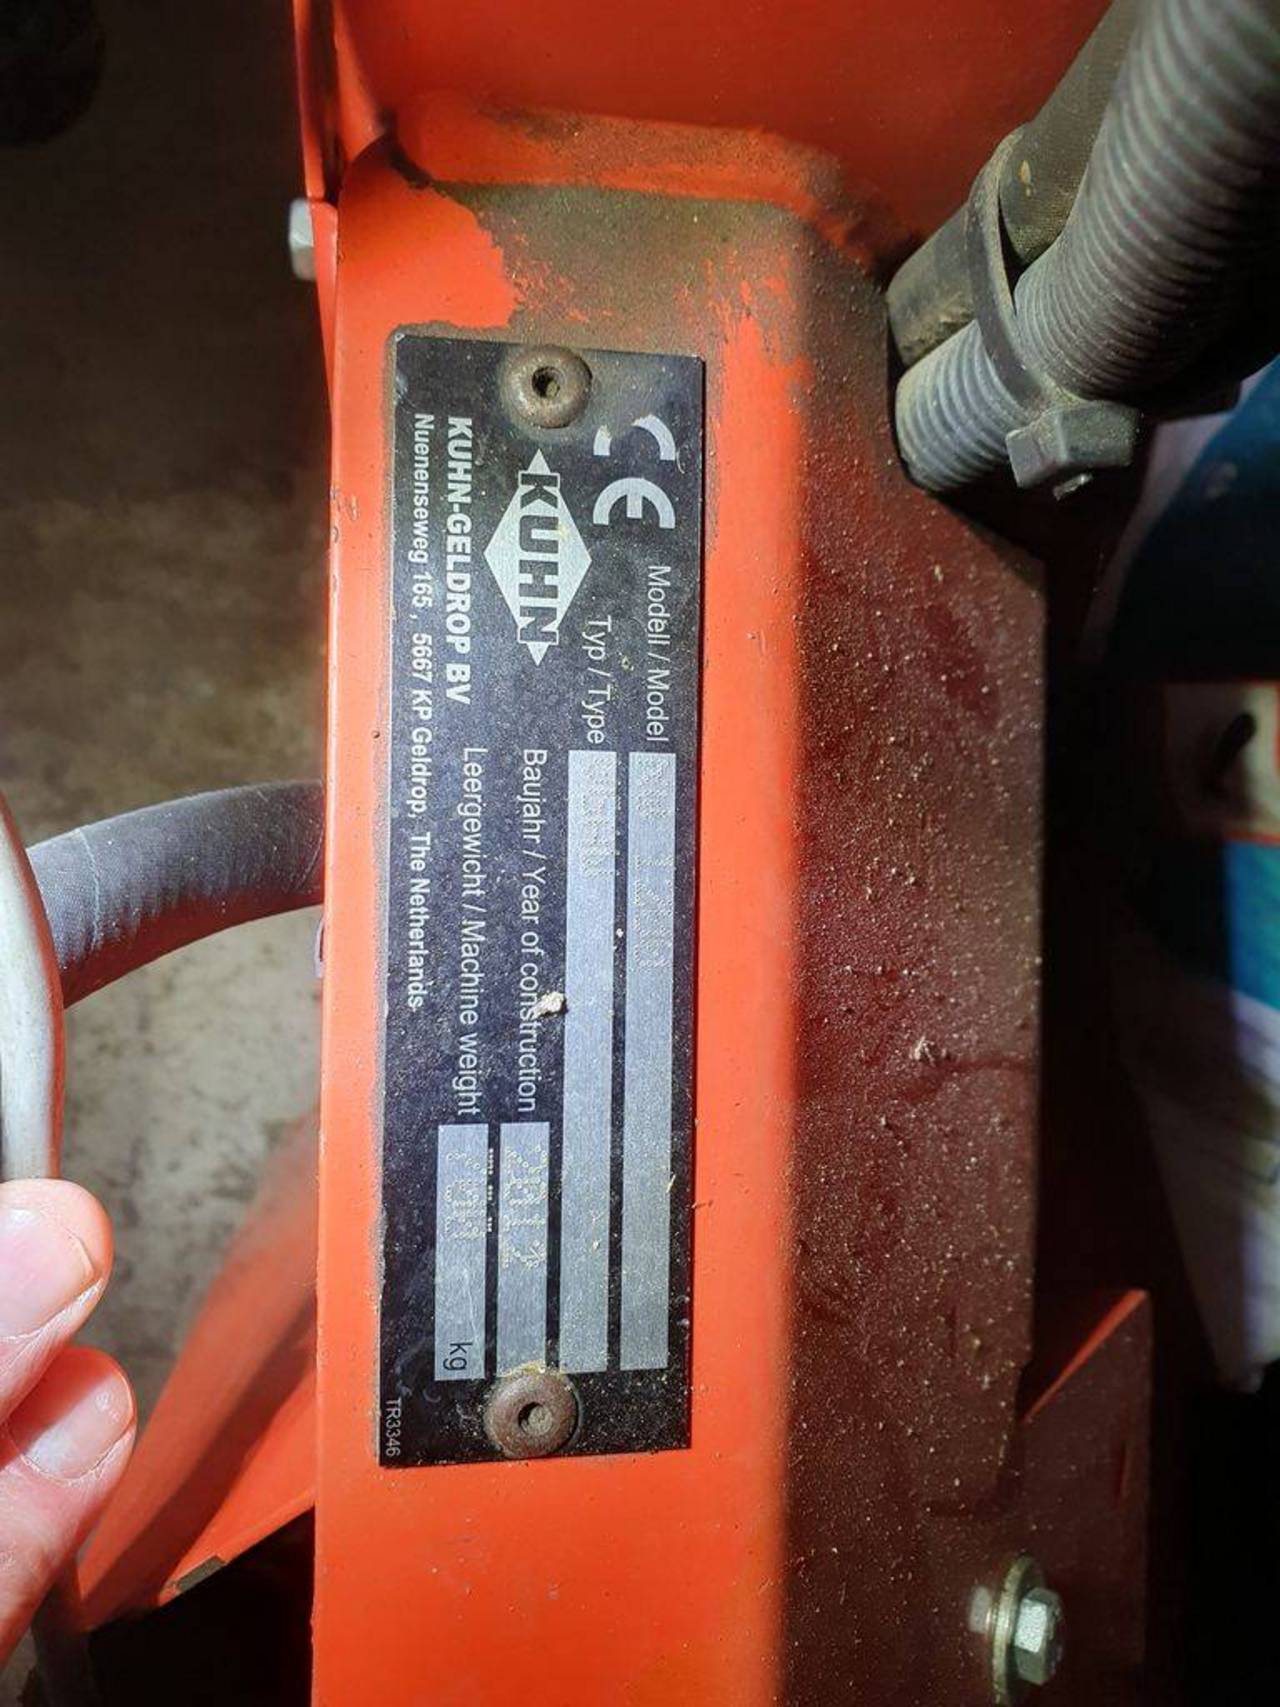 CE
Modell / Model
Typ / Type
KUHN
Baujahr / Year of construction 2011
Leergewicht / Machine weight kg
KUHN-GELDROP BV
Nuenenseweg 165 , 5667 KP Geldrop, The Netherlands
TR3346